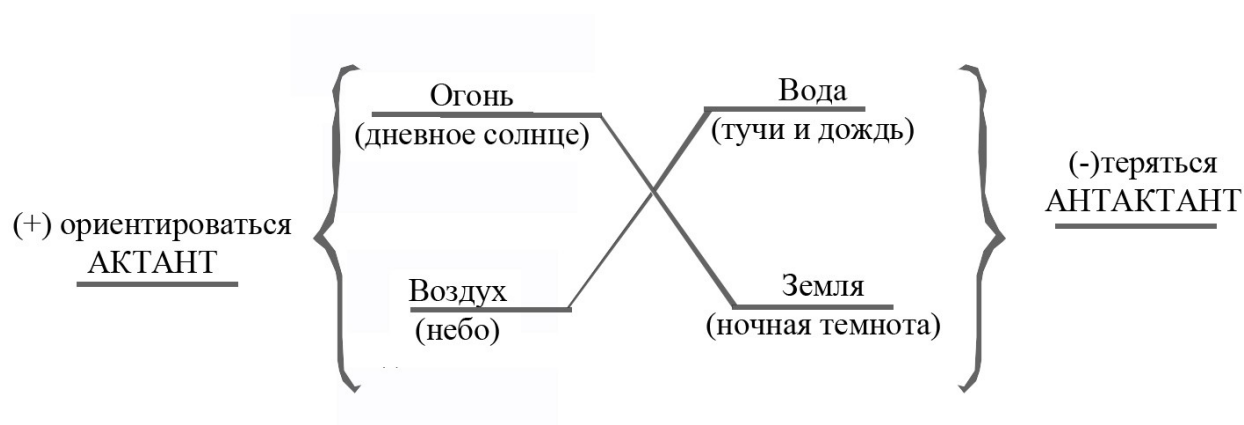 Огонь
(дневное солнце)
Вода
(тучи и дождь)
(-)теряться
АНТАКТАНТ
(+) ориентироваться
АКТАНТ
Воздух
(небо)
Земля
(ночная темнота)